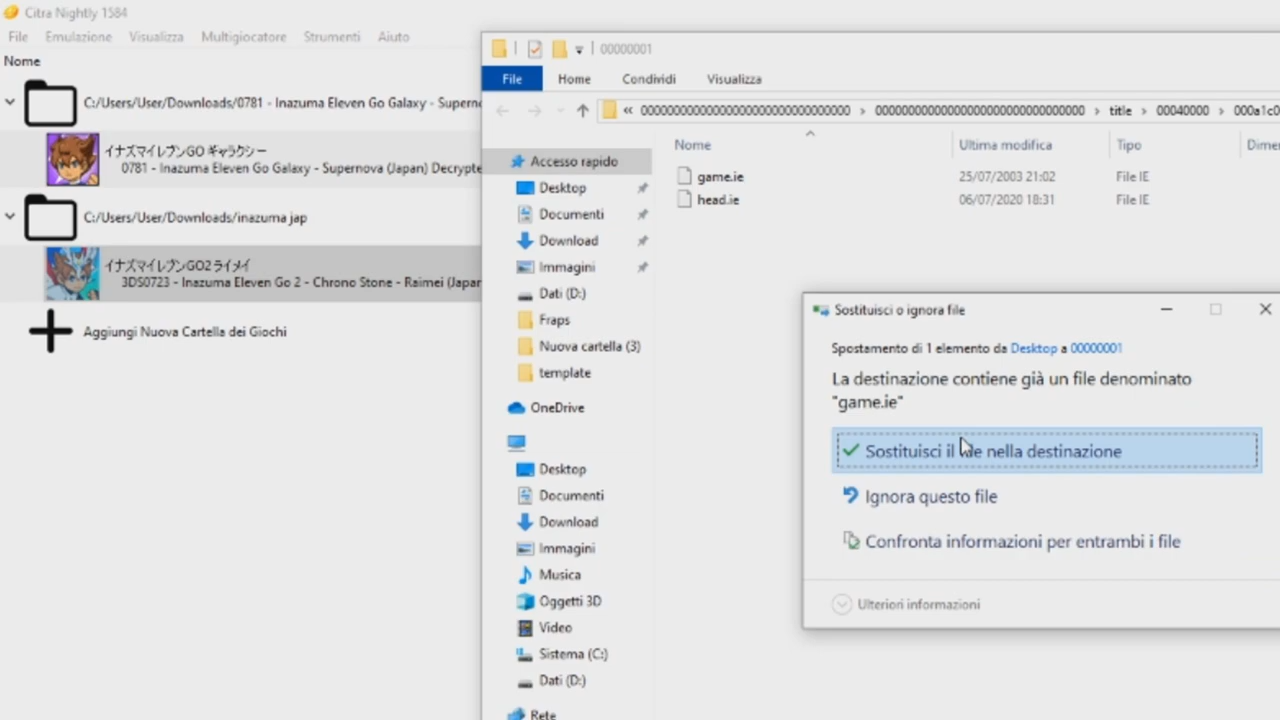 Citra Nightly 1584
File Emulazione Visualizza Multigiocatore Strumenti Aiuto
Nome
C:/Users/User/Downloads/0781 - Inazuma Eleven Go Galaxy - Superno
イナズマイレブンGO ギャラクシー
0781 - Inazuma Eleven Go Galaxy - Supernova (Japan) Decrypte
C:/Users/User/Downloads/inazuma jap
イナズマイレブンGO2 ライメイ
3DS0723 - Inazuma Eleven Go 2 - Chrono Stone - Raimei (Japan
Aggiungi Nuova Cartella dei Giochi
00000001
File Home Condividi Visualizza
« 00000000000000000000000000000000 › 00000000000000000000000000000000 › title › 00040000 › 000a1c0
Nome Ultima modifica Tipo Dimen
game.ie 25/07/2003 21:02 File IE
head.ie 06/07/2020 18:31 File IE
Accesso rapido
Desktop
Documenti
Download
Immagini
Dati (D:)
Fraps
Nuova cartella (3)
template
OneDrive
Desktop
Documenti
Download
Immagini
Musica
Oggetti 3D
Video
Sistema (C:)
Dati (D:)
Rete
Sostituisci o ignora file
Spostamento di 1 elemento da Desktop a 00000001
La destinazione contiene già un file denominato
"game.ie"
Sostituisci il file nella destinazione
Ignora questo file
Confronta informazioni per entrambi i file
Ulteriori informazioni